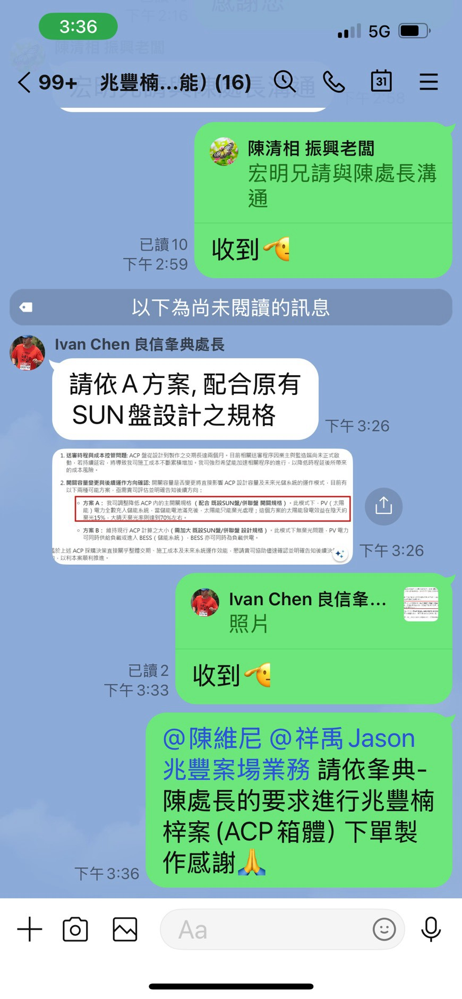 感謝您
下午 2:16
3:36
5G
陳清相 振興老闆
99+
兆豐楠...能）(16)
31
宏明兄請與陳處長溝通
下午 2:58
陳清相 振興老闆
宏明兄請與陳處長溝
通
已讀 10
下午 2:59
收到
以下為尚未閱讀的訊息
Ivan Chen 良信夆典處長
請依A方案, 配合原有
SUN盤設計之規格
下午 3:26
1. 送審時程與成本控管問題: ACP 盤從設計到製作之交期長達兩個月。目前相關送審程序因業主與監造端尚未正式啟
動，若持續延宕，將導致我司施工成本不斷累積增加。我司強烈希望能加速相關程序的進行，以降低時程延後所帶來
的成本風險。
2. 開關容量變更與後續運作方向確認: 開關容量是否變更將直接影響 ACP 設計容量及未來光儲系統的運作模式，目前有
以下兩種可能方案，亟需貴司評估並明確告知後續方向：
方案 A： 我司調整降低 ACP 內的主開關規格（配合 既設SUN盤/併聯盤 開關規格）。此模式下，PV（太陽
能）電力全數充入儲能系統，當儲能電池滿充後，太陽能只能棄光處理；這個方案的太陽能發電效益在陰天約
棄光15%，大晴天棄光率則達到70%左右。
方案 B： 維持現行 ACP 計算之大小（需加大 既設SUN盤/併聯盤 設計規格）。此模式下無棄光問題，PV 電力
可同時供給負載或進入 BESS（儲能系統），BESS 亦可同時為負載供電。
鑑於上述 ACP 採購決策直接關乎整體交期、施工成本及未來系統運作效能，懇請貴司協助儘速確認並明確告知後續決
，以利本案順利推進。
下午 3:26
Ivan Chen 良信夆...
照片
已讀 2
下午 3:33
收到
@陳維尼 @祥禹Jason
兆豐案場業務 請依夆典-
陳處長的要求進行兆豐楠
梓案(ACP箱體）下單製
作感謝
下午 3:36
Aa